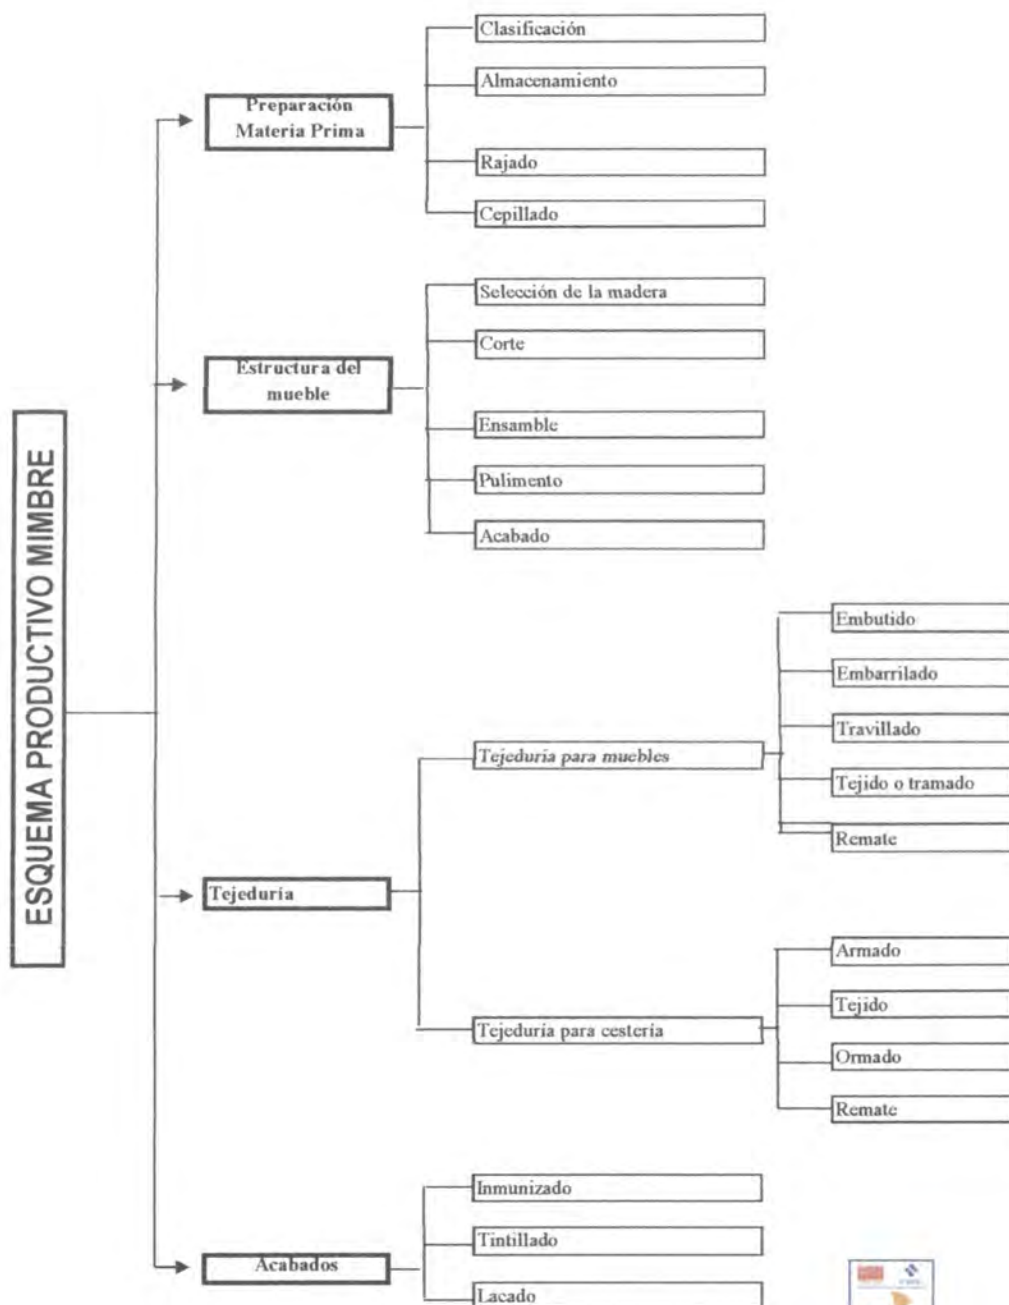 ESQUEMA PRODUCTIVO MIMBRE
Preparación
Materia Prima
Clasificación
Almacenamiento
Rajado
Cepillado
Estructura del
mueble
Selección de la madera
Corte
Ensamble
Pulimento
Acabado
Tejeduría
Tejeduría para muebles
Embutido
Embarrilado
Travillado
Tejido o tramado
Remate
Tejeduría para cestería
Armado
Tejido
Ormado
Remate
Acabados
Inmunizado
Tintillado
Lacado